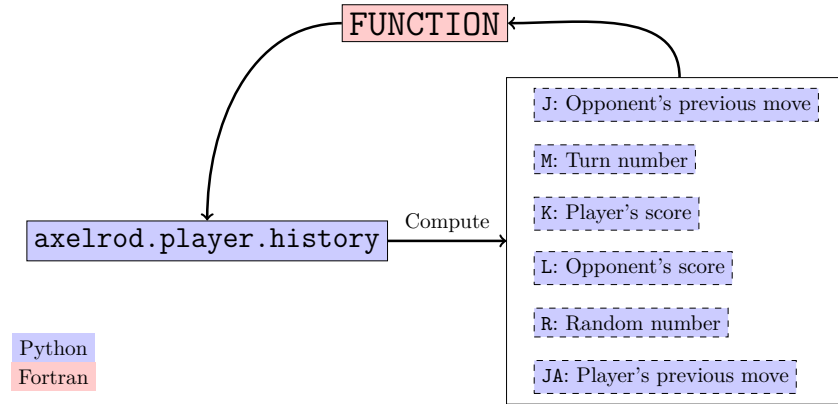 FUNCTION
J: Opponent's previous move
M: Turn number
K: Player's score
axelrod.player.history
Compute
L: Opponent's score
R: Random number
JA: Player's previous move
Python
Fortran